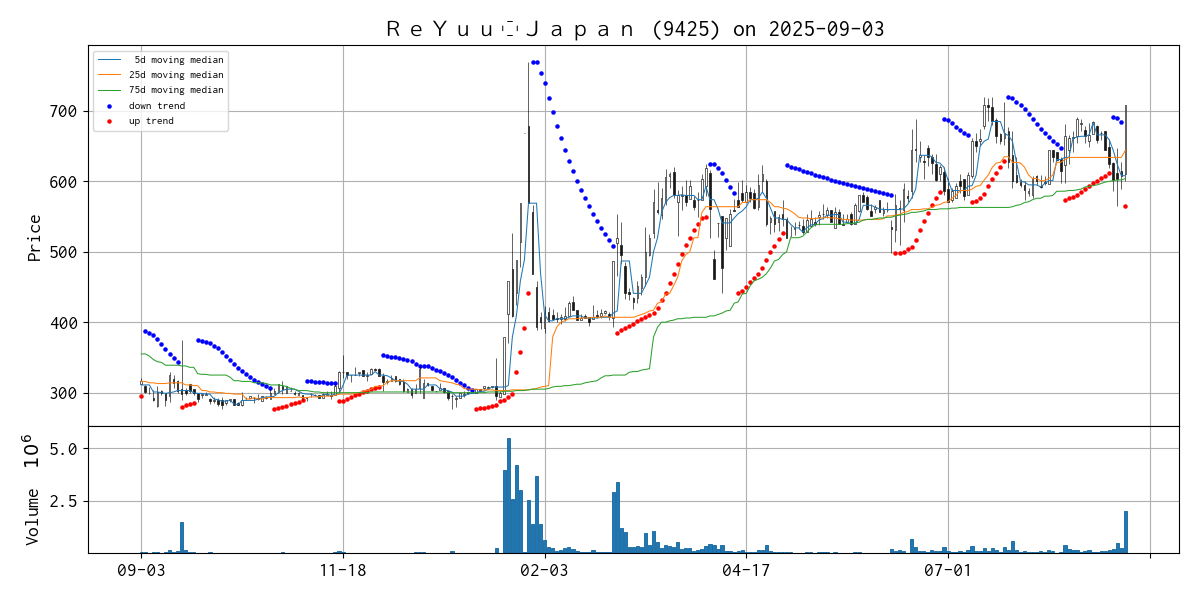 ＲｅＹｕｕ Ｊａｐａｎ (9425) on 2025-09-03
5d moving median
25d moving median
75d moving median
down trend
up trend
Price
700
600
500
400
300
Volume 10^6
5.0
2.5
09-03 11-18 02-03 04-17 07-01